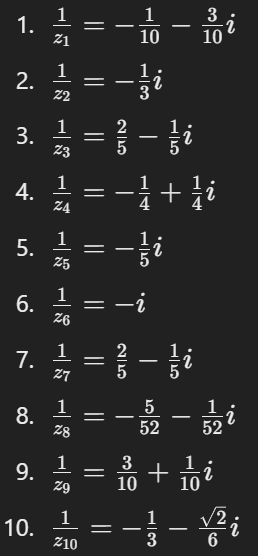 1. 1/z₁ = −1/10 − 3/10 i
2. 1/z₂ = −1/3 i
3. 1/z₃ = 2/5 − 1/5 i
4. 1/z₄ = −1/4 + 1/4 i
5. 1/z₅ = −1/5 i
6. 1/z₆ = −i
7. 1/z₇ = 2/5 − 1/5 i
8. 1/z₈ = −5/52 − 1/52 i
9. 1/z₉ = 3/10 + 1/10 i
10. 1/z₁₀ = −1/3 − √2/6 i